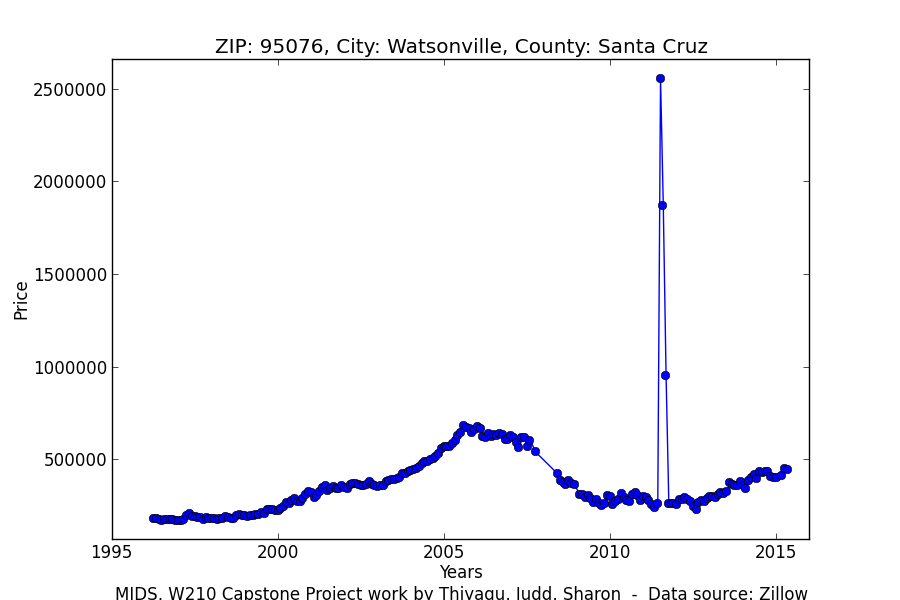 ZIP: 95076, City: Watsonville, County: Santa Cruz
2500000
2000000
1500000
1000000
500000
Price
1995 2000 2005 2010 2015
Years
MIDS, W210 Capstone Project work by Thiyagu, Judd, Sharon - Data source: Zillow